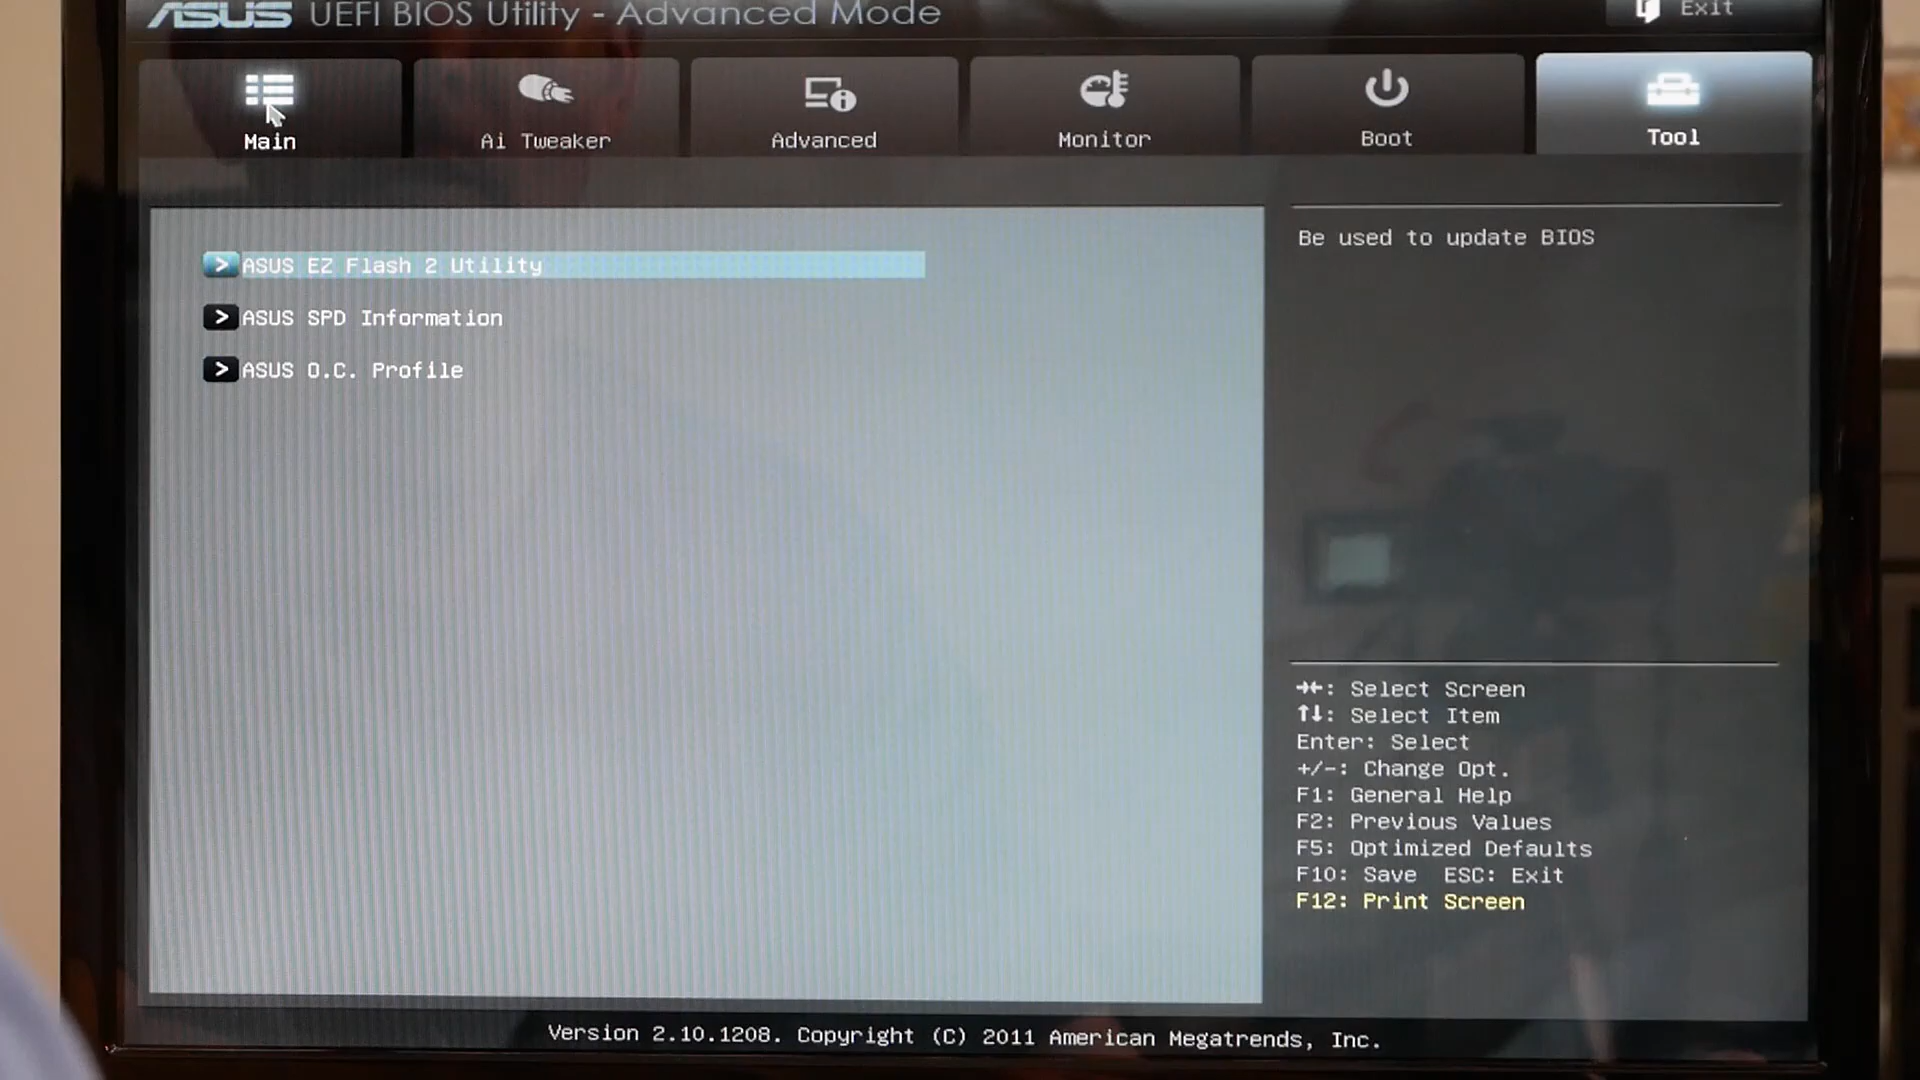 ASUS UEFI BIOS Utility - Advanced Mode
Exit
Main
Ai Tweaker
Advanced
Monitor
Boot
Tool
> ASUS EZ Flash 2 Utility
> ASUS SPD Information
> ASUS O.C. Profile
Be used to update BIOS
→←: Select Screen
↑↓: Select Item
Enter: Select
+/-: Change Opt.
F1: General Help
F2: Previous Values
F5: Optimized Defaults
F10: Save ESC: Exit
F12: Print Screen
Version 2.10.1208. Copyright (C) 2011 American Megatrends, Inc.